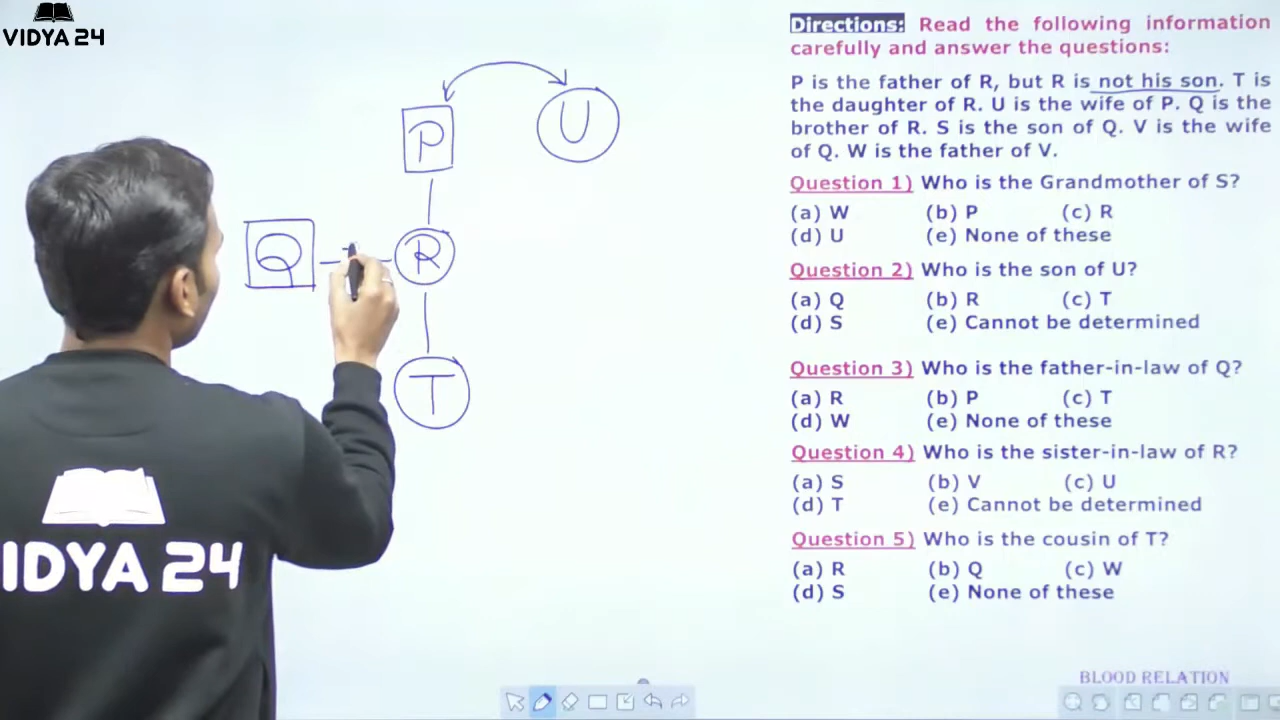 VIDYA 24
P
U
Q
R
T
IDYA 24
Directions: Read the following information
carefully and answer the questions:
P is the father of R, but R is not his son. T is
the daughter of R. U is the wife of P. Q is the
brother of R. S is the son of Q. V is the wife
of Q. W is the father of V.
Question 1) Who is the Grandmother of S?
(a) W (b) P (c) R
(d) U (e) None of these
Question 2) Who is the son of U?
(a) Q (b) R (c) T
(d) S (e) Cannot be determined
Question 3) Who is the father-in-law of Q?
(a) R (b) P (c) T
(d) W (e) None of these
Question 4) Who is the sister-in-law of R?
(a) S (b) V (c) U
(d) T (e) Cannot be determined
Question 5) Who is the cousin of T?
(a) R (b) Q (c) W
(d) S (e) None of these
BLOOD RELATION